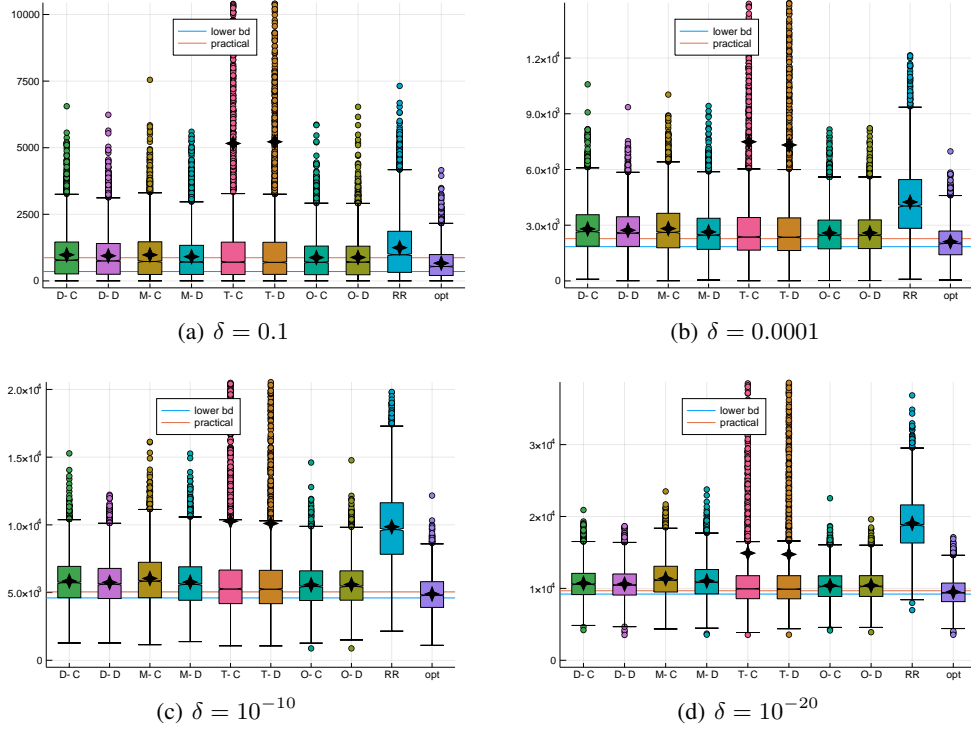 10000
7500
5000
2500
0
lower bd
practical
D- C D- D M- C M- D T- C T- D O- C O- D RR opt
(a) δ = 0.1
1.2×10⁴
9.0×10³
6.0×10³
3.0×10³
0
lower bd
practical
D- C D- D M- C M- D T- C T- D O- C O- D RR opt
(b) δ = 0.0001
2.0×10⁴
1.5×10⁴
1.0×10⁴
5.0×10³
0
lower bd
practical
D- C D- D M- C M- D T- C T- D O- C O- D RR opt
(c) δ = 10⁻¹⁰
3×10⁴
2×10⁴
1×10⁴
0
lower bd
practical
D- C D- D M- C M- D T- C T- D O- C O- D RR opt
(d) δ = 10⁻²⁰